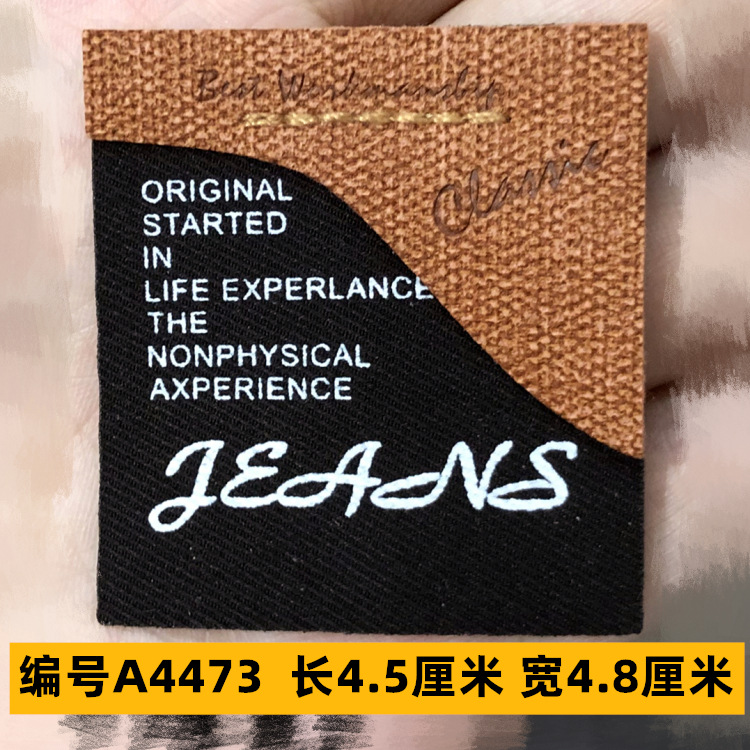 Best Workmanship
Classic
ORIGINAL
STARTED
IN
LIFE EXPERLANCE
THE
NONPHYSICAL
AXPERIENCE
JEANS
编号A4473 长4.5厘米 宽4.8厘米